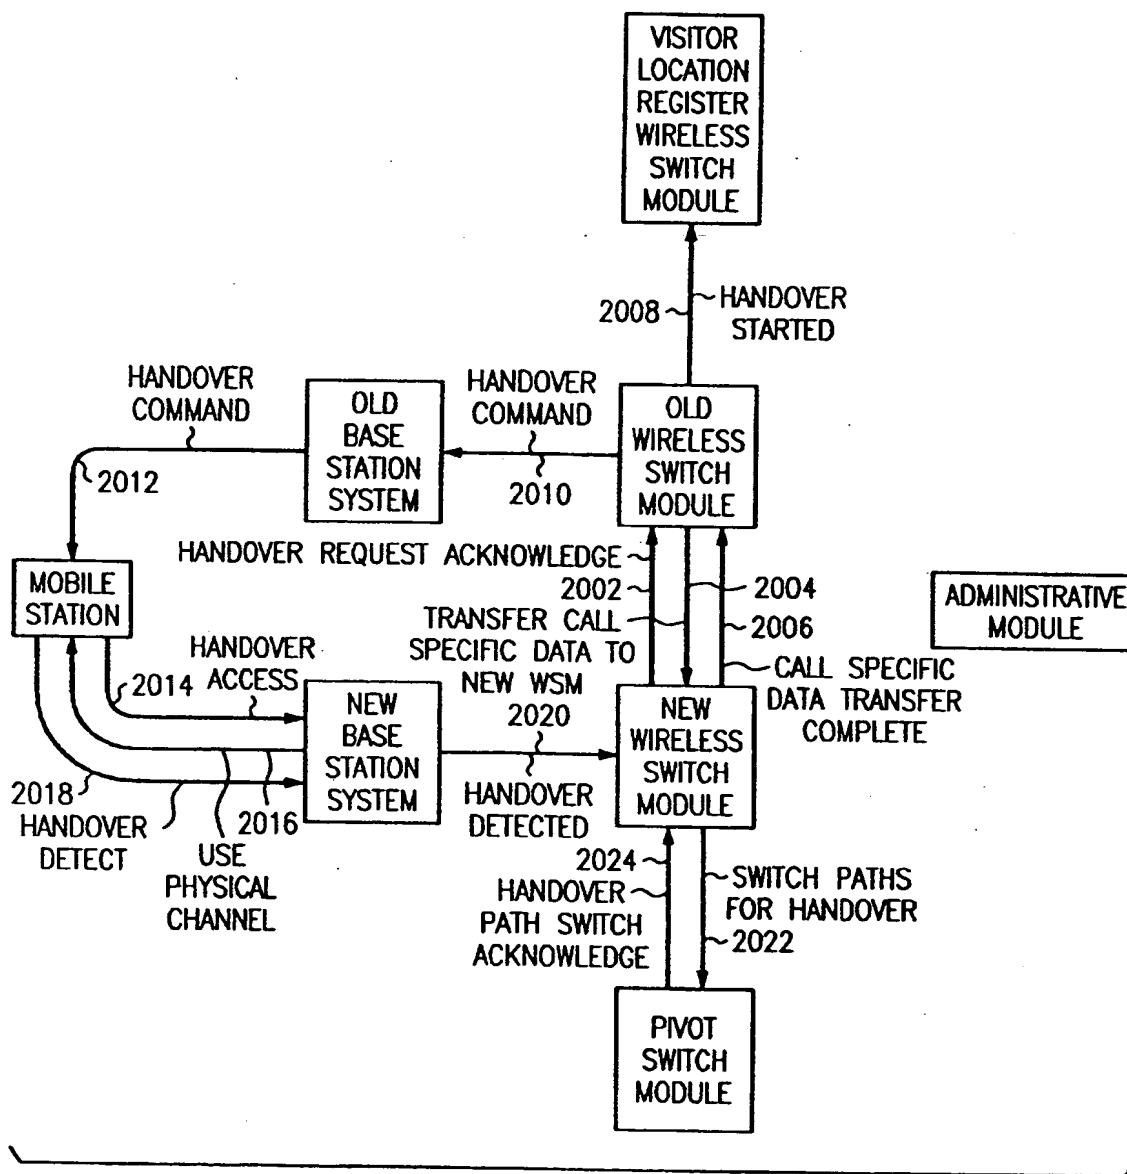 VISITOR
LOCATION
REGISTER
WIRELESS
SWITCH
MODULE
2008
HANDOVER
STARTED
HANDOVER
COMMAND
OLD
BASE
STATION
SYSTEM
HANDOVER
COMMAND
OLD
WIRELESS
SWITCH
MODULE
2012
2010
HANDOVER REQUEST ACKNOWLEDGE
2002
2004
MOBILE
STATION
TRANSFER CALL
SPECIFIC DATA TO
NEW WSM
2006
ADMINISTRATIVE
MODULE
HANDOVER
ACCESS
2014
CALL SPECIFIC
DATA TRANSFER
COMPLETE
NEW
BASE
STATION
SYSTEM
2020
NEW
WIRELESS
SWITCH
MODULE
2018
HANDOVER
DETECT
2016
USE
PHYSICAL
CHANNEL
HANDOVER
DETECTED
2024
HANDOVER
PATH SWITCH
ACKNOWLEDGE
SWITCH PATHS
FOR HANDOVER
2022
PIVOT
SWITCH
MODULE